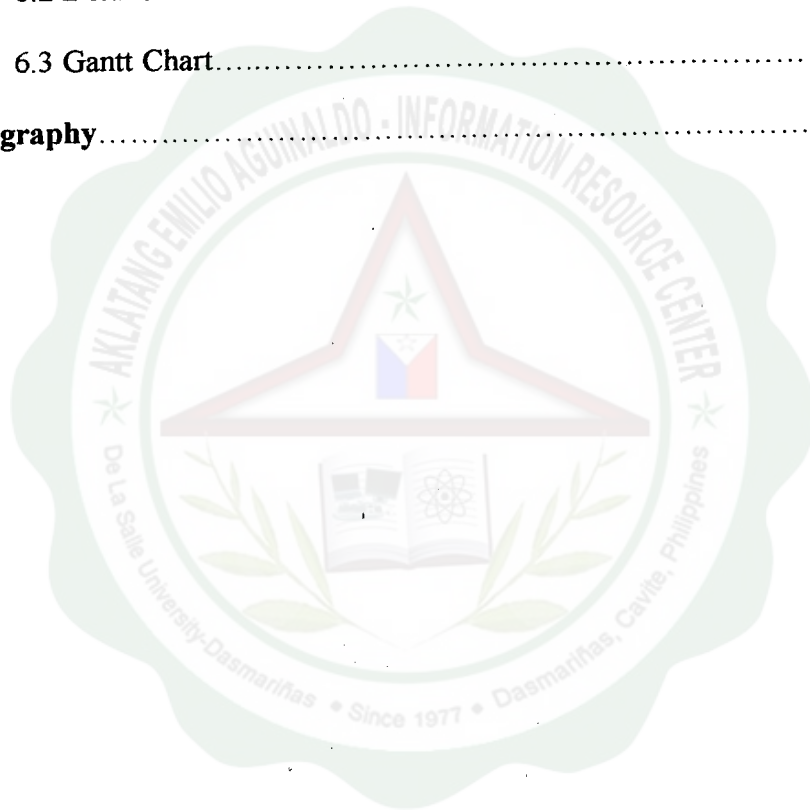 6.3 Gantt Chart
graphy
AKLATANG EMILIO AGUINALDO - INFORMATION RESOURCE CENTER
De La Salle University-Dasmariñas • Since 1977 • Dasmariñas, Cavite, Philippines